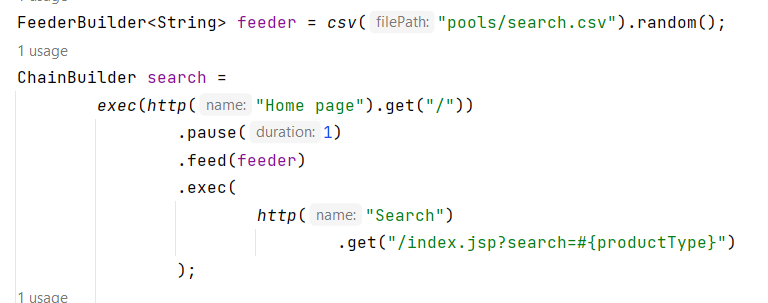 FeederBuilder<String> feeder = csv( filePath: "pools/search.csv").random();
1 usage
ChainBuilder search =
exec(http( name: "Home page").get("/"))
.pause( duration: 1)
.feed(feeder)
.exec(
http( name: "Search")
.get("/index.jsp?search=#{productType}")
);
1 usage